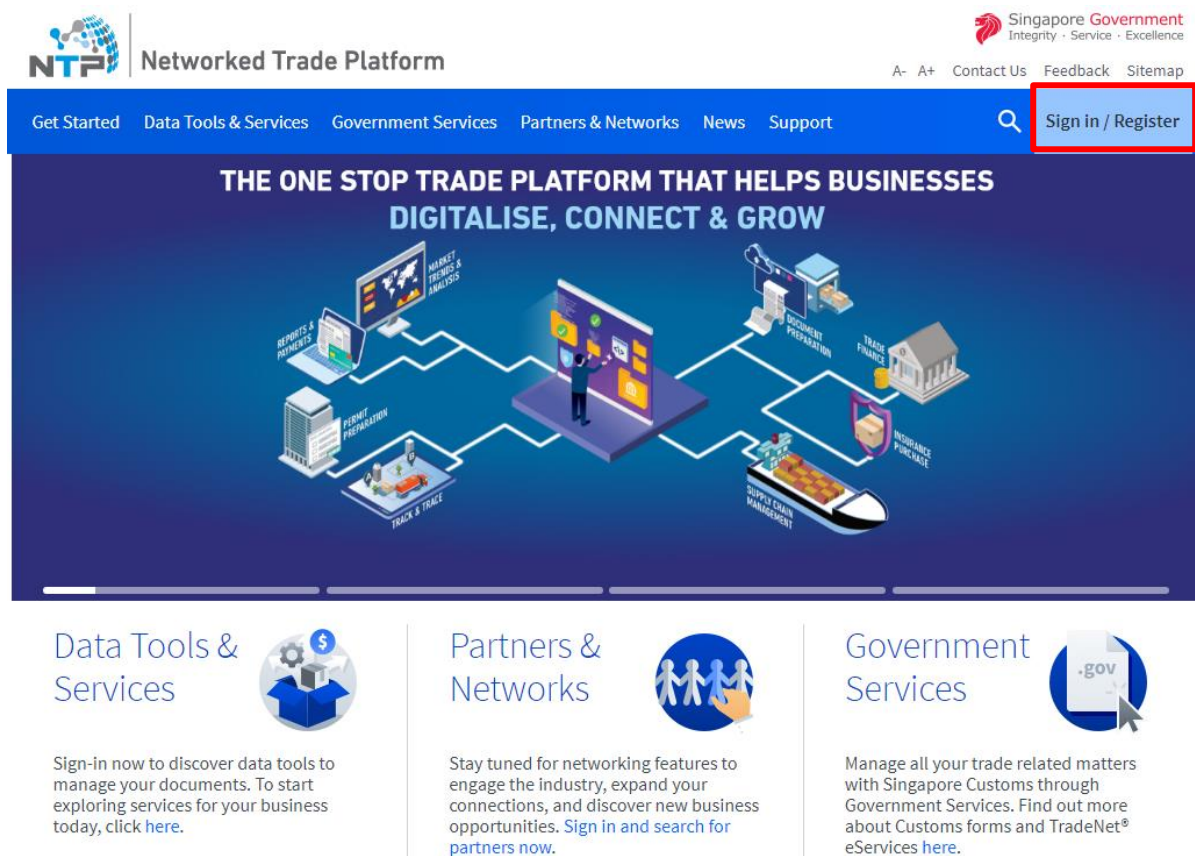 Singapore Government
Integrity · Service · Excellence
NTP
Networked Trade Platform
A- A+ Contact Us Feedback Sitemap
Get Started Data Tools & Services Government Services Partners & Networks News Support Sign in / Register
THE ONE STOP TRADE PLATFORM THAT HELPS BUSINESSES
DIGITALISE, CONNECT & GROW
MARKET
TRENDS &
ANALYSIS
REPORTS &
PAYMENTS
DOCUMENT
PREPARATION
TRADE
FINANCE
PERMIT
PREPARATION
INSURANCE
PURCHASE
TRACK & TRACE
SUPPLY CHAIN
MANAGEMENT
Data Tools &
Services
$
Sign-in now to discover data tools to
manage your documents. To start
exploring services for your business
today, click here.
Partners &
Networks
Stay tuned for networking features to
engage the industry, expand your
connections, and discover new business
opportunities. Sign in and search for
partners now.
Government
Services
.gov
Manage all your trade related matters
with Singapore Customs through
Government Services. Find out more
about Customs forms and TradeNet®
eServices here.